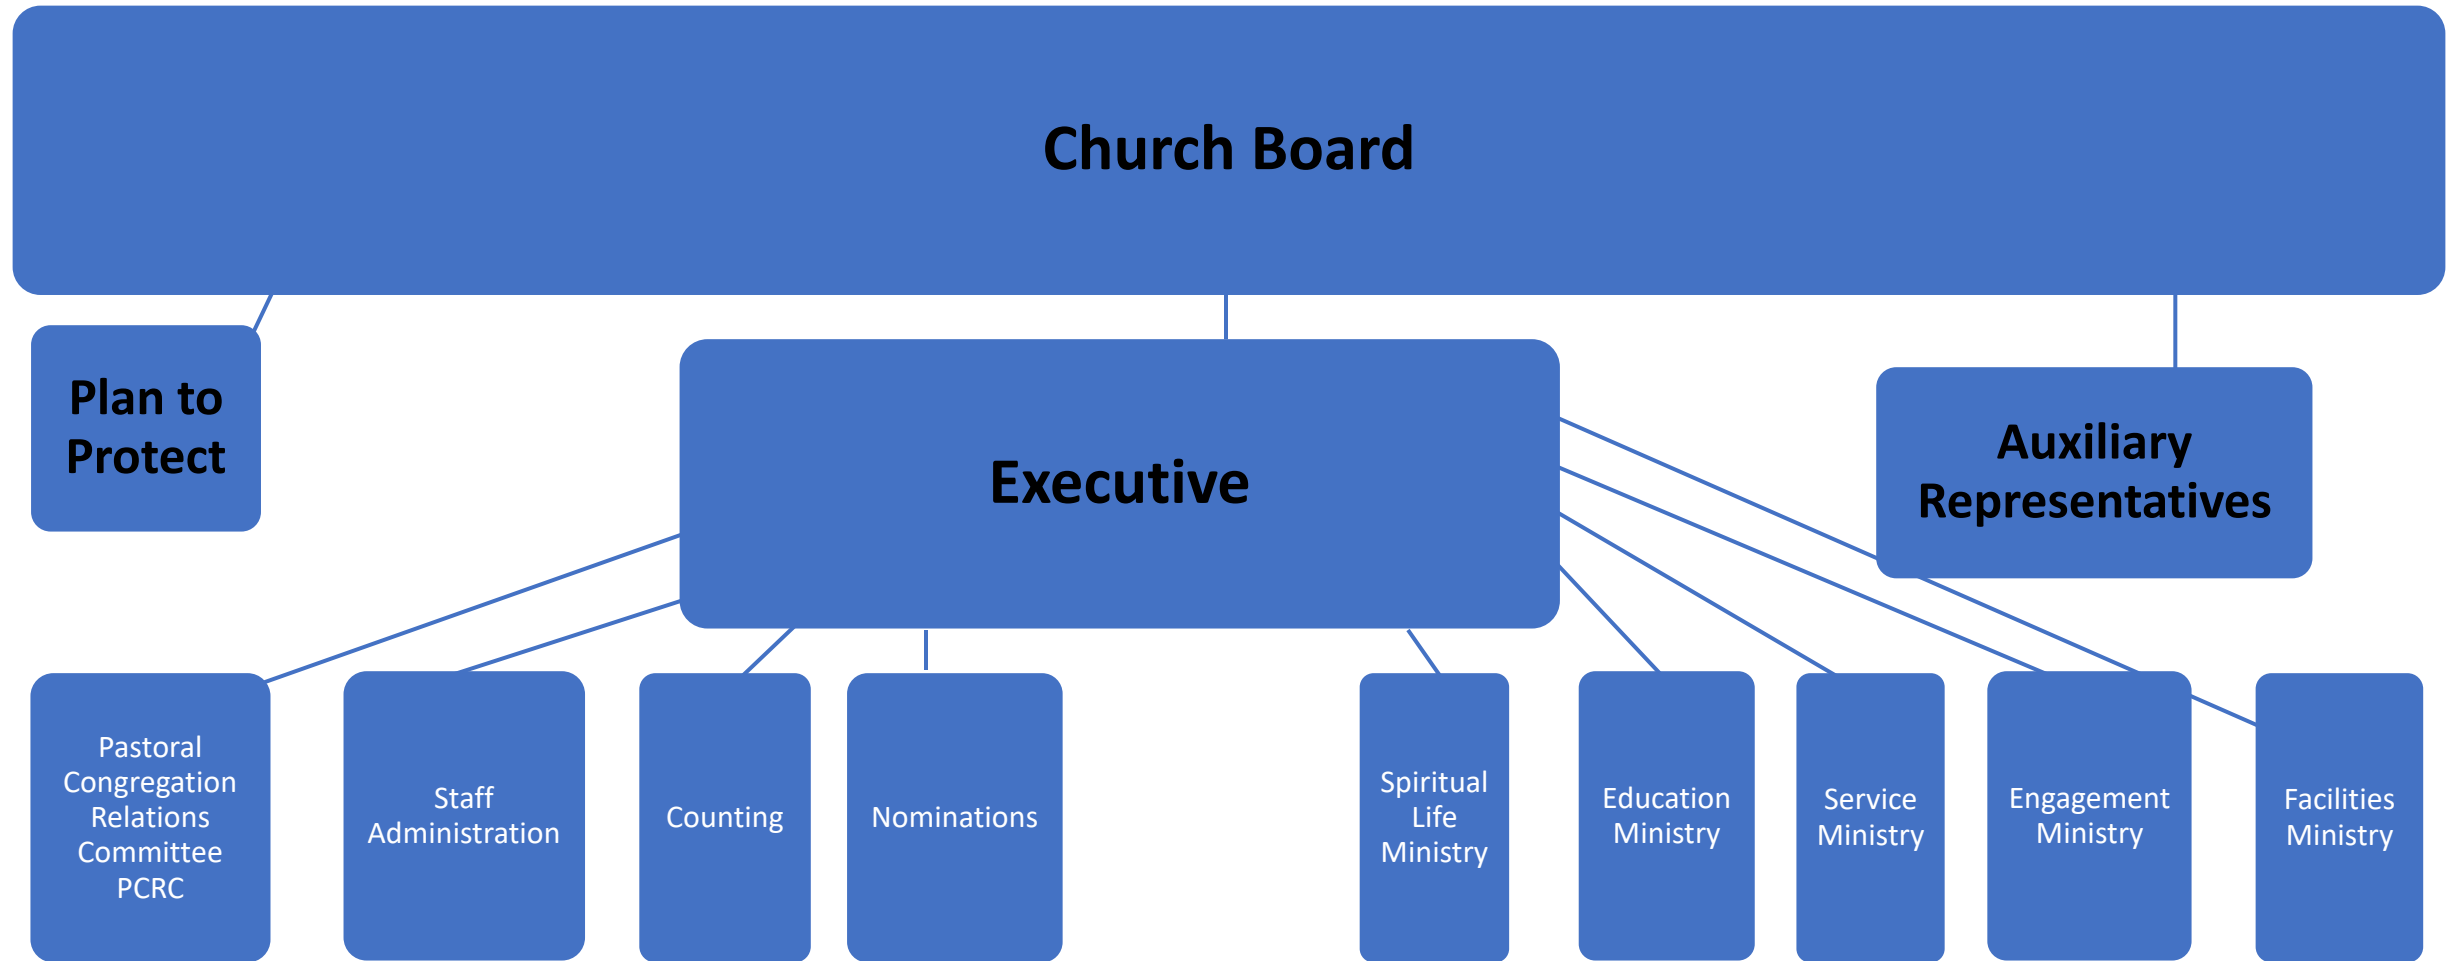 Church Board
Plan to
Protect
Executive
Auxiliary
Representatives
Pastoral
Congregation
Relations
Committee
PCRC
Staff
Administration
Counting
Nominations
Spiritual
Life
Ministry
Education
Ministry
Service
Ministry
Engagement
Ministry
Facilities
Ministry